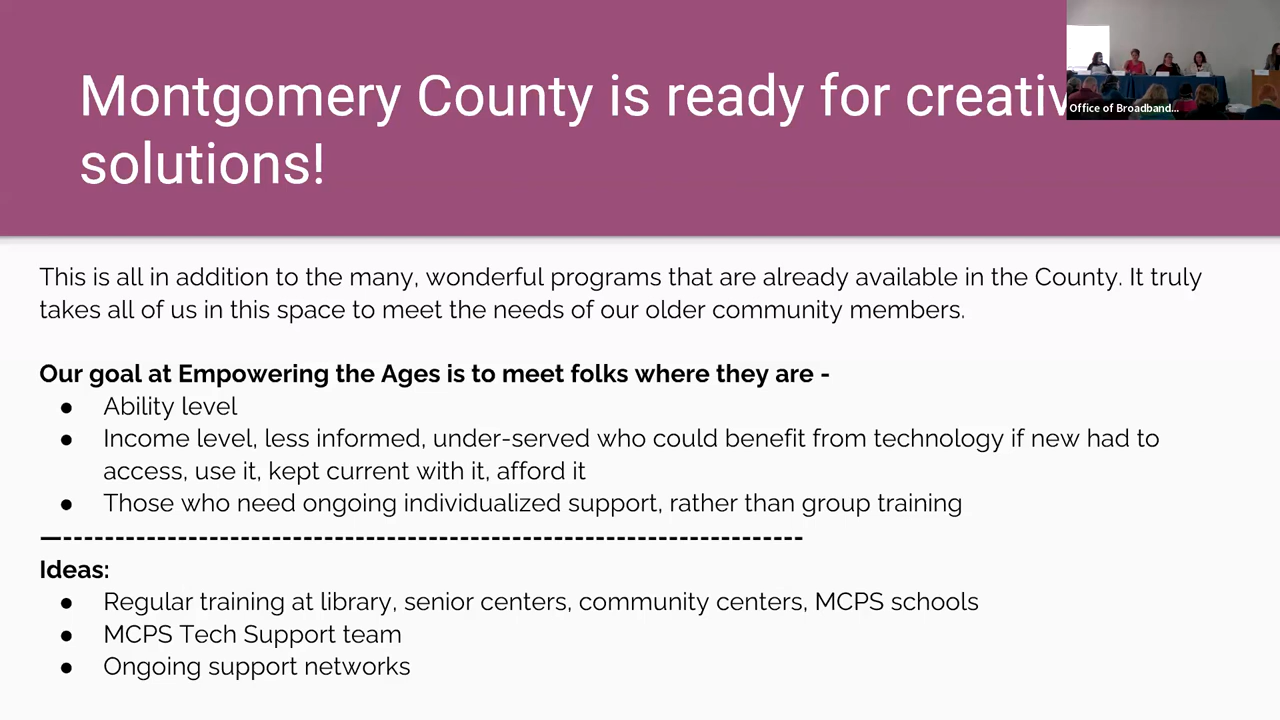 Montgomery County is ready for creativ
Office of Broadband...
solutions!
This is all in addition to the many, wonderful programs that are already available in the County. It truly
takes all of us in this space to meet the needs of our older community members.
Our goal at Empowering the Ages is to meet folks where they are -
● Ability level
● Income level, less informed, under-served who could benefit from technology if new had to
access, use it, kept current with it, afford it
● Those who need ongoing individualized support, rather than group training
—----------------------------------------------------------------------
Ideas:
● Regular training at library, senior centers, community centers, MCPS schools
● MCPS Tech Support team
● Ongoing support networks